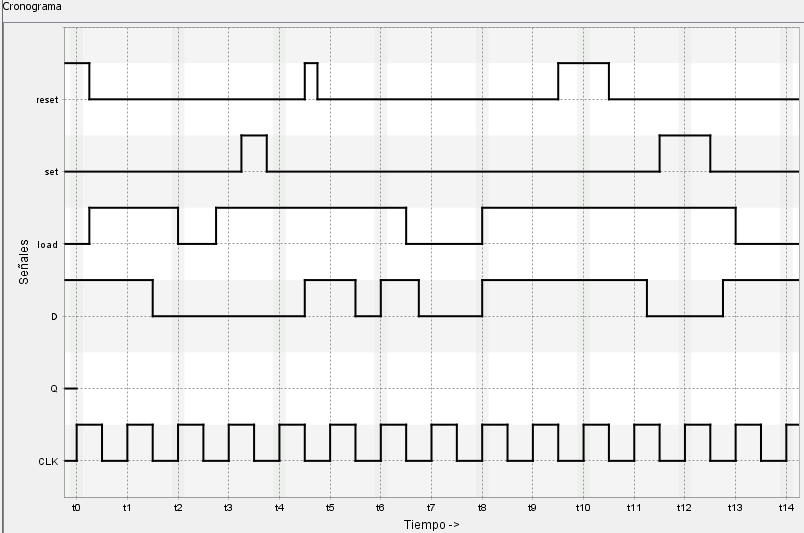 Cronograma
reset
set
load
D
Q
CLK
Señales
t0 t1 t2 t3 t4 t5 t6 t7 t8 t9 t10 t11 t12 t13 t14
Tiempo ->